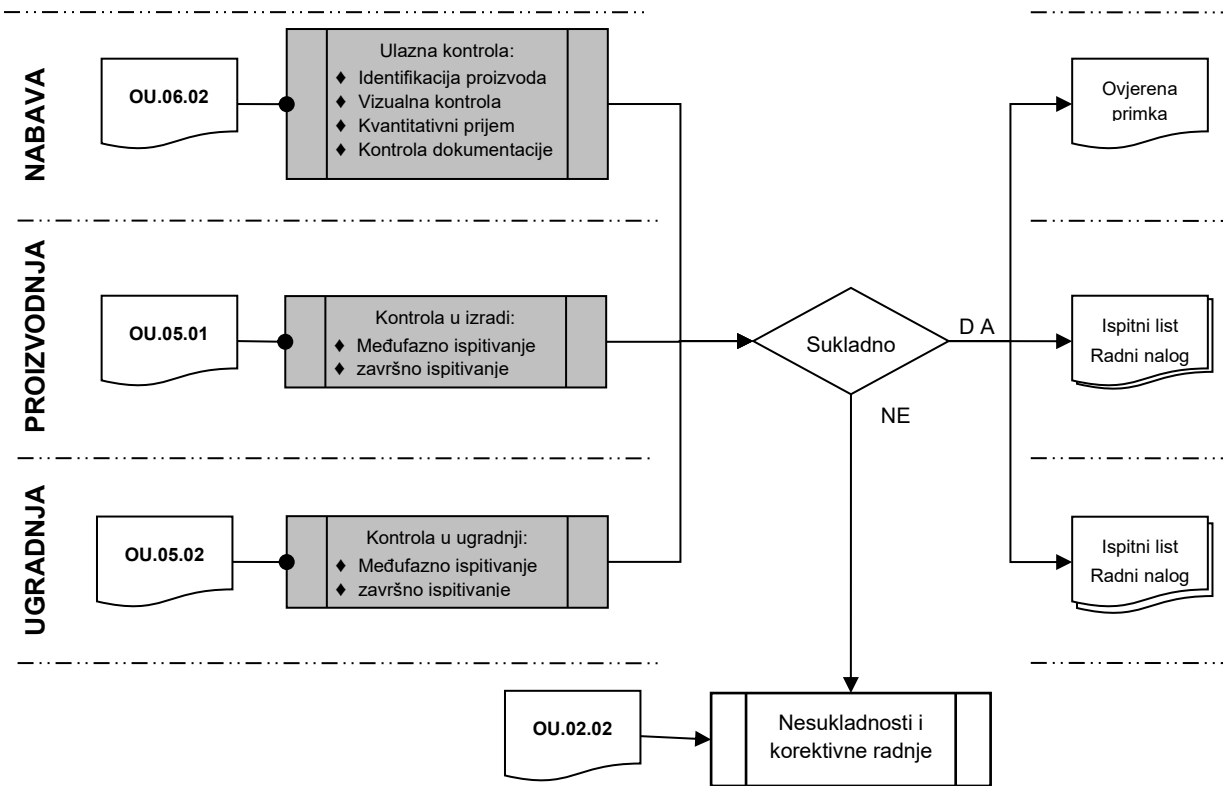 NABAVA
OU.06.02
Ulazna kontrola:
♦ Identifikacija proizvoda
♦ Vizualna kontrola
♦ Kvantitativni prijem
♦ Kontrola dokumentacije
Ovjerena
primka
PROIZVODNJA
OU.05.01
Kontrola u izradi:
♦ Međufazno ispitivanje
♦ završno ispitivanje
Sukladno
D A
NE
Ispitni list
Radni nalog
UGRADNJA
OU.05.02
Kontrola u ugradnji:
♦ Međufazno ispitivanje
♦ završno ispitivanje
Ispitni list
Radni nalog
OU.02.02
Nesukladnosti i
korektivne radnje